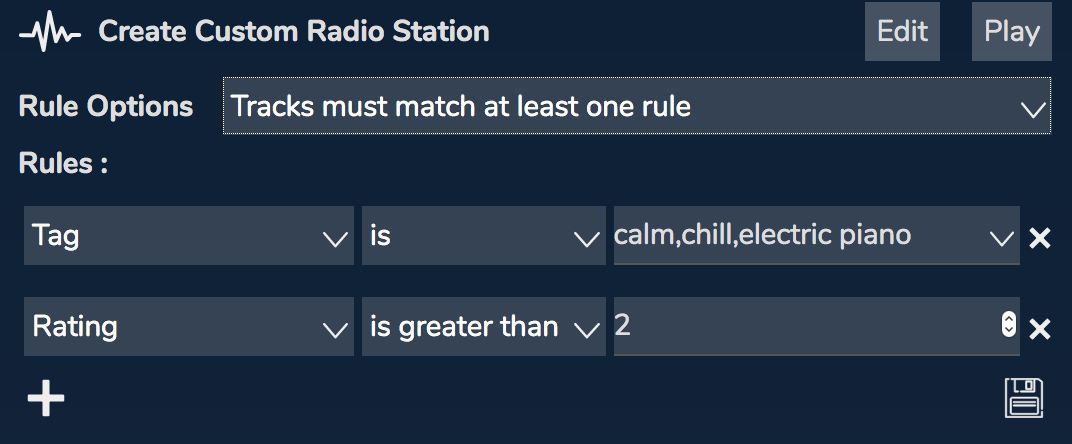 Create Custom Radio Station Edit Play
Rule Options Tracks must match at least one rule
Rules :
Tag is calm,chill,electric piano
Rating is greater than 2